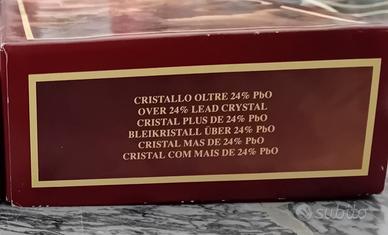 CRISTALLO OLTRE 24% PbO
OVER 24% LEAD CRYSTAL
CRISTAL PLUS DE 24% PbO
BLEIKRISTALL ÜBER 24% PbO
CRISTAL MAS DE 24% PbO
CRISTAL COM MAIS DE 24% PbO
subito